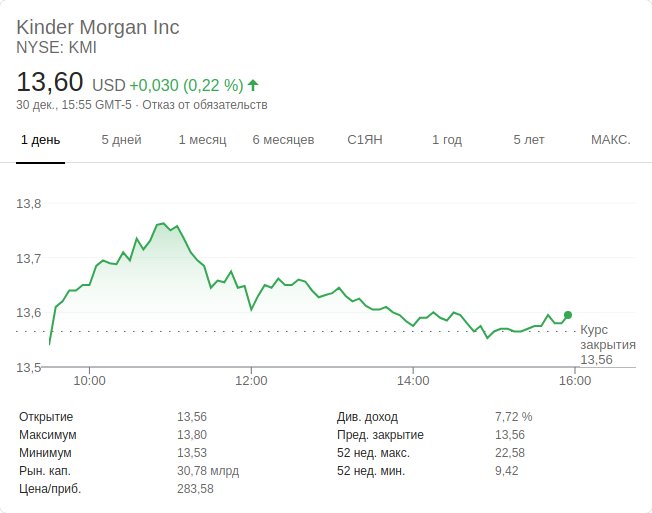 Kinder Morgan Inc
NYSE: KMI
13,60 USD +0,030 (0,22 %)
30 дек., 15:55 GMT-5 · Отказ от обязательств
1 день 5 дней 1 месяц 6 месяцев С1ЯН 1 год 5 лет МАКС.
13,8
13,7
13,6
Курс
закрытия
13,56
13,5
10:00 12:00 14:00 16:00
Открытие 13,56 Див. доход 7,72 %
Максимум 13,80 Пред. закрытие 13,56
Минимум 13,53 52 нед. макс. 22,58
Рын. кап. 30,78 млрд 52 нед. мин. 9,42
Цена/приб. 283,58